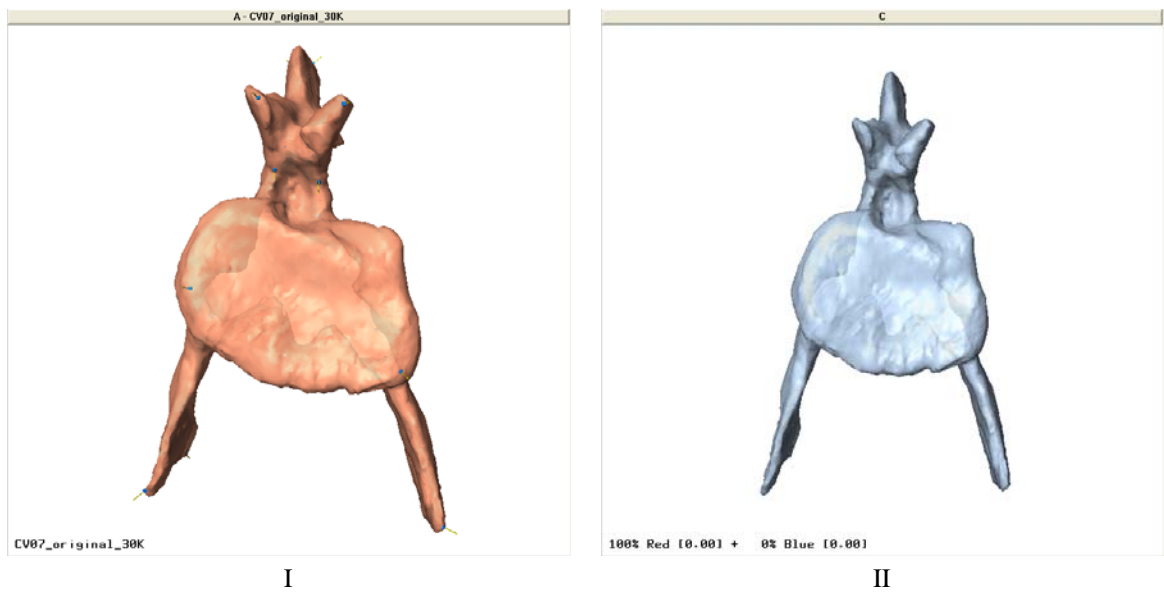 A - CV07_original_30K
C
CV07_original_30K
100% Red [0.00] + 0% Blue [0.00]
I
II